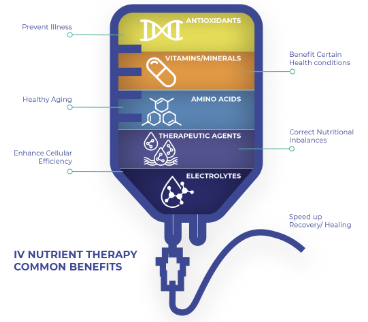 Prevent Illness
ANTIOXIDANTS
VITAMINS/MINERALS
Benefit Certain
Health conditions
Healthy Aging
AMINO ACIDS
THERAPEUTIC AGENTS
Correct Nutritional
Inbalances
Enhance Cellular
Efficiency
ELECTROLYTES
Speed up
Recovery/ Healing
IV NUTRIENT THERAPY
COMMON BENEFITS